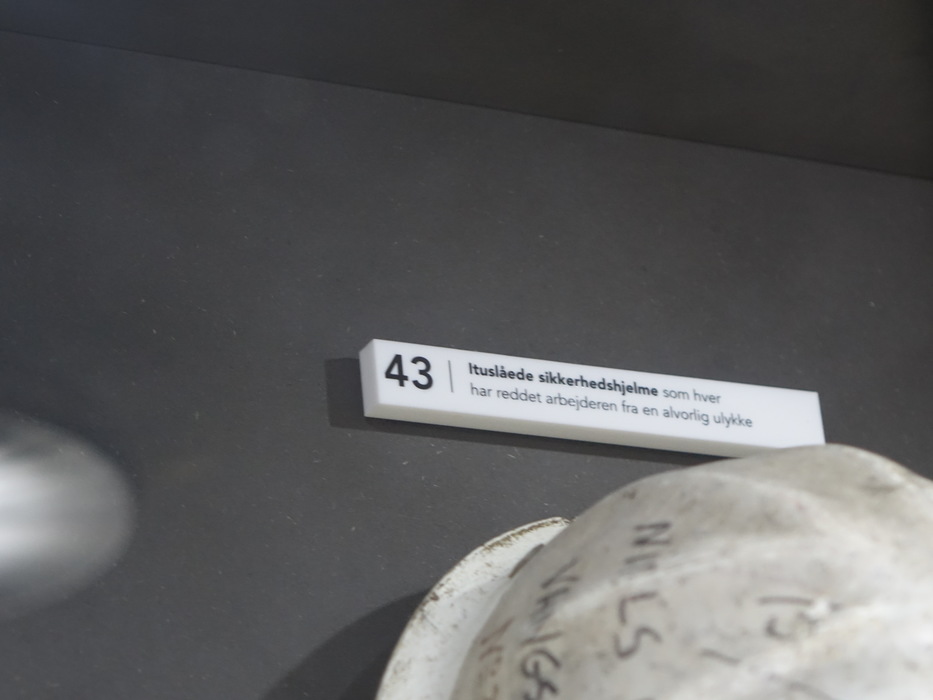 43
Ituslåede sikkerhedshjelme som hver
har reddet arbejderen fra en alvorlig ulykke
NIELS